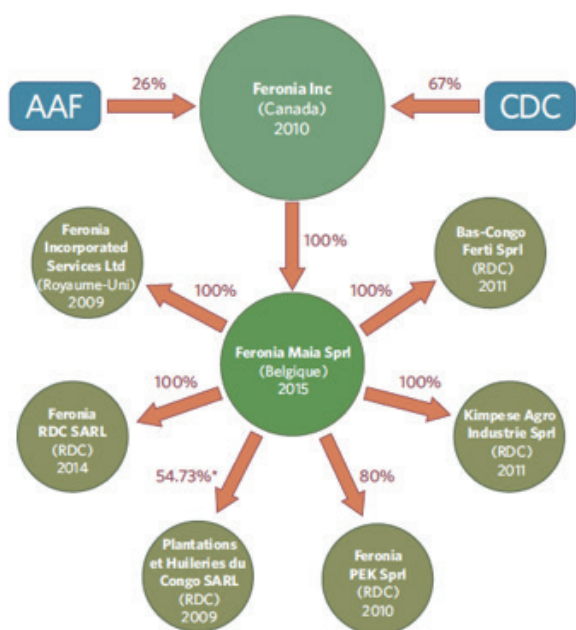 26%
AAF
Feronia Inc
(Canada)
2010
67%
CDC
100%
Feronia
Incorporated
Services Ltd
(Royaume-Uni)
2009
100%
Bas-Congo
Ferti Sprl
(RDC)
2011
100%
Feronia Maia Sprl
(Belgique)
2015
Feronia
RDC SARL
(RDC)
2014
100%
Kimpese Agro
Industrie Sprl
(RDC)
2011
100%
54.73%*
80%
Plantations
et Huileries du
Congo SARL
(RDC)
2009
Feronia
PEK Sprl
(RDC)
2010